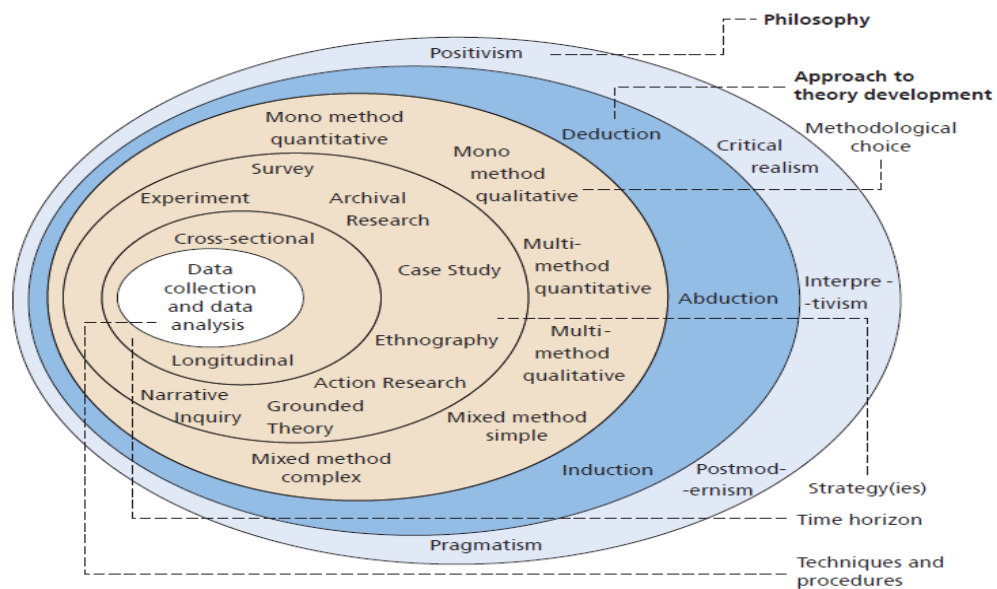 Philosophy
Positivism
Approach to
theory development
Mono method
quantitative
Deduction
Methodological
choice
Critical
realism
Mono
method
qualitative
Survey
Experiment
Archival
Research
Cross-sectional
Data
collection
and data
analysis
Case Study
Multi-
method
quantitative
Abduction
Interpre -
-tivism
Ethnography
Multi-
method
qualitative
Longitudinal
Action Research
Narrative
Inquiry
Grounded
Theory
Mixed method
simple
Mixed method
complex
Induction
Postmod-
-ernism
Strategy(ies)
Time horizon
Pragmatism
Techniques and
procedures